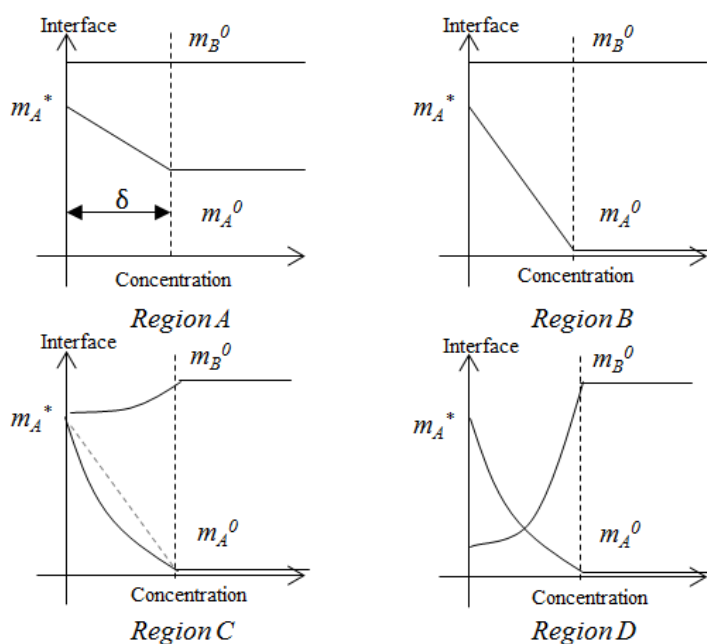 Interface
m_B^0
m_A^*
δ
m_A^0
Concentration
Region A
Interface
m_B^0
m_A^*
m_A^0
Concentration
Region B
Interface
m_B^0
m_A^*
m_A^0
Concentration
Region C
Interface
m_B^0
m_A^*
m_A^0
Concentration
Region D